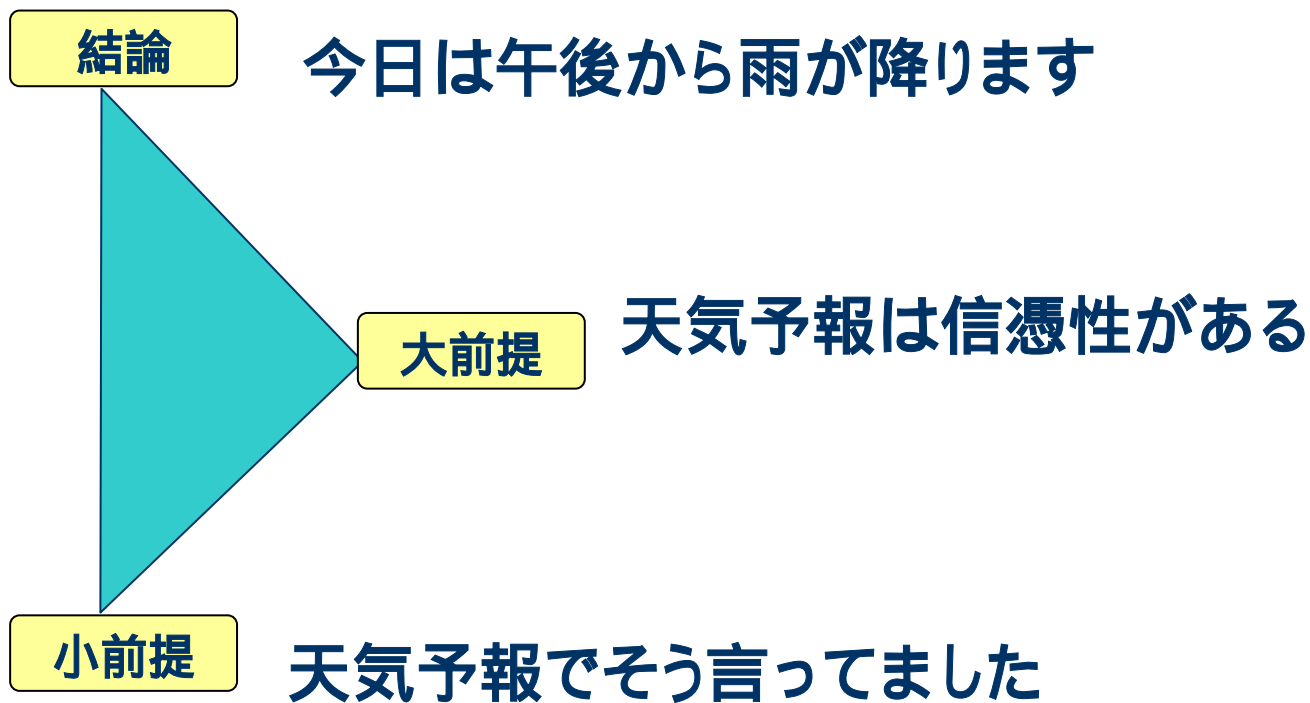 結論
今日は午後から雨が降ります
大前提
天気予報は信憑性がある
小前提
天気予報でそう言ってました